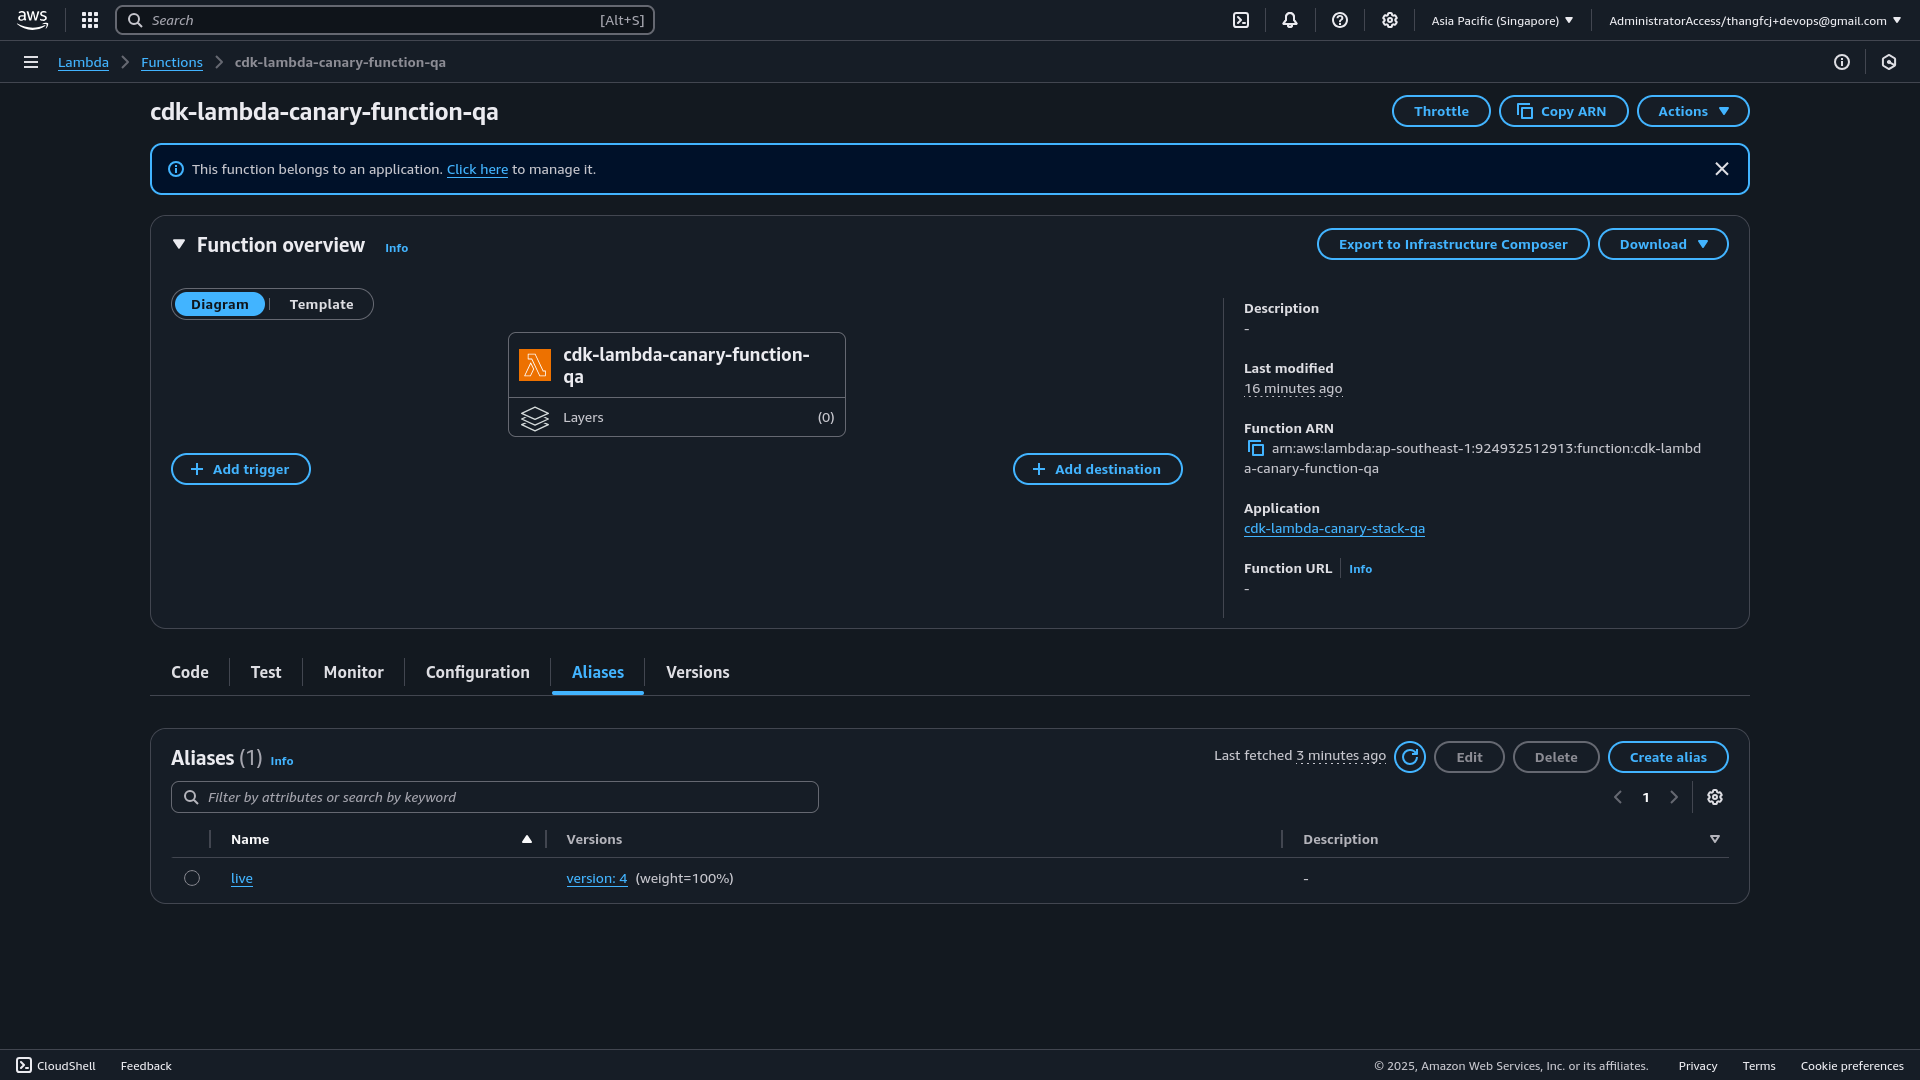 aws
Search [Alt+S]
Asia Pacific (Singapore)
AdministratorAccess/thangfcj+devops@gmail.com
Lambda
Functions
cdk-lambda-canary-function-qa
cdk-lambda-canary-function-qa
Throttle
Copy ARN
Actions
This function belongs to an application. Click here to manage it.
Function overview
Info
Export to Infrastructure Composer
Download
Diagram
Template
cdk-lambda-canary-function-
qa
Layers
(0)
Add trigger
Add destination
Description
-
Last modified
16 minutes ago
Function ARN
arn:aws:lambda:ap-southeast-1:924932512913:function:cdk-lambd
a-canary-function-qa
Application
cdk-lambda-canary-stack-qa
Function URL
Info
-
Code
Test
Monitor
Configuration
Aliases
Versions
Aliases (1)
Info
Last fetched 3 minutes ago
Edit
Delete
Create alias
Filter by attributes or search by keyword
1
Name
Versions
Description
live
version: 4 (weight=100%)
-
CloudShell
Feedback
© 2025, Amazon Web Services, Inc. or its affiliates.
Privacy
Terms
Cookie preferences